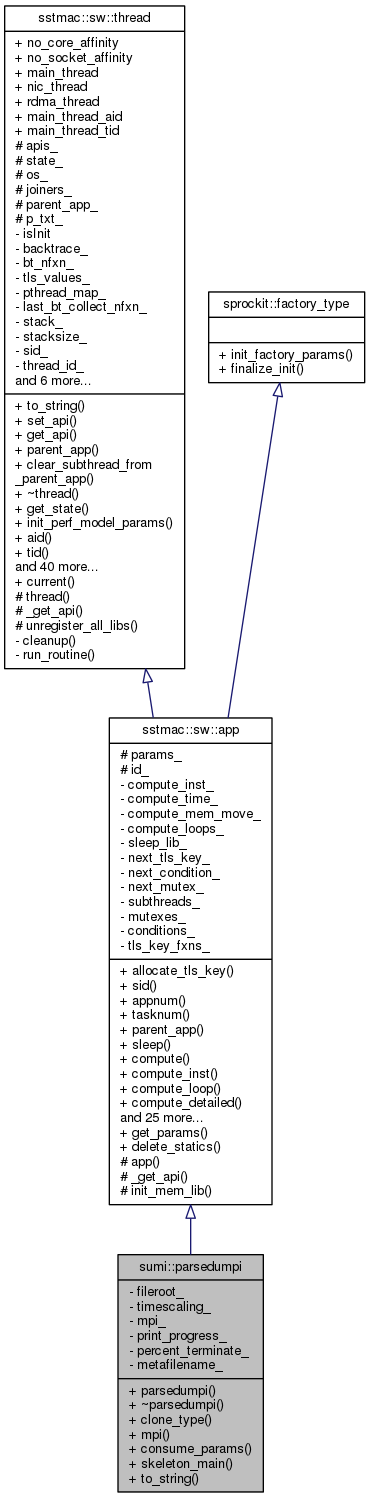 sstmac::sw::thread
+ no_core_affinity
+ no_socket_affinity
+ main_thread
+ nic_thread
+ rdma_thread
+ main_thread_aid
+ main_thread_tid
# apis_
# state_
# os_
# joiners_
# parent_app_
# p_txt_
- isInit
- backtrace_
- bt_nfxn_
- tls_values_
- pthread_map_
- last_bt_collect_nfxn_
- stack_
- stacksize_
- sid_
- thread_id_
and 6 more...
+ to_string()
+ set_api()
+ get_api()
+ parent_app()
+ clear_subthread_from
_parent_app()
+ ~thread()
+ get_state()
+ init_perf_model_params()
+ aid()
+ tid()
and 40 more...
+ current()
# thread()
# _get_api()
# unregister_all_libs()
- cleanup()
- run_routine()
sprockit::factory_type
+ init_factory_params()
+ finalize_init()
sstmac::sw::app
# params_
# id_
- compute_inst_
- compute_time_
- compute_mem_move_
- compute_loops_
- sleep_lib_
- next_tls_key_
- next_condition_
- next_mutex_
- subthreads_
- mutexes_
- conditions_
- tls_key_fxns_
+ allocate_tls_key()
+ sid()
+ appnum()
+ tasknum()
+ parent_app()
+ sleep()
+ compute()
+ compute_inst()
+ compute_loop()
+ compute_detailed()
and 25 more...
+ get_params()
+ delete_statics()
# app()
# _get_api()
# init_mem_lib()
sumi::parsedumpi
- fileroot_
- timescaling_
- mpi_
- print_progress_
- percent_terminate_
- metafilename_
+ parsedumpi()
+ ~parsedumpi()
+ clone_type()
+ mpi()
+ consume_params()
+ skeleton_main()
+ to_string()